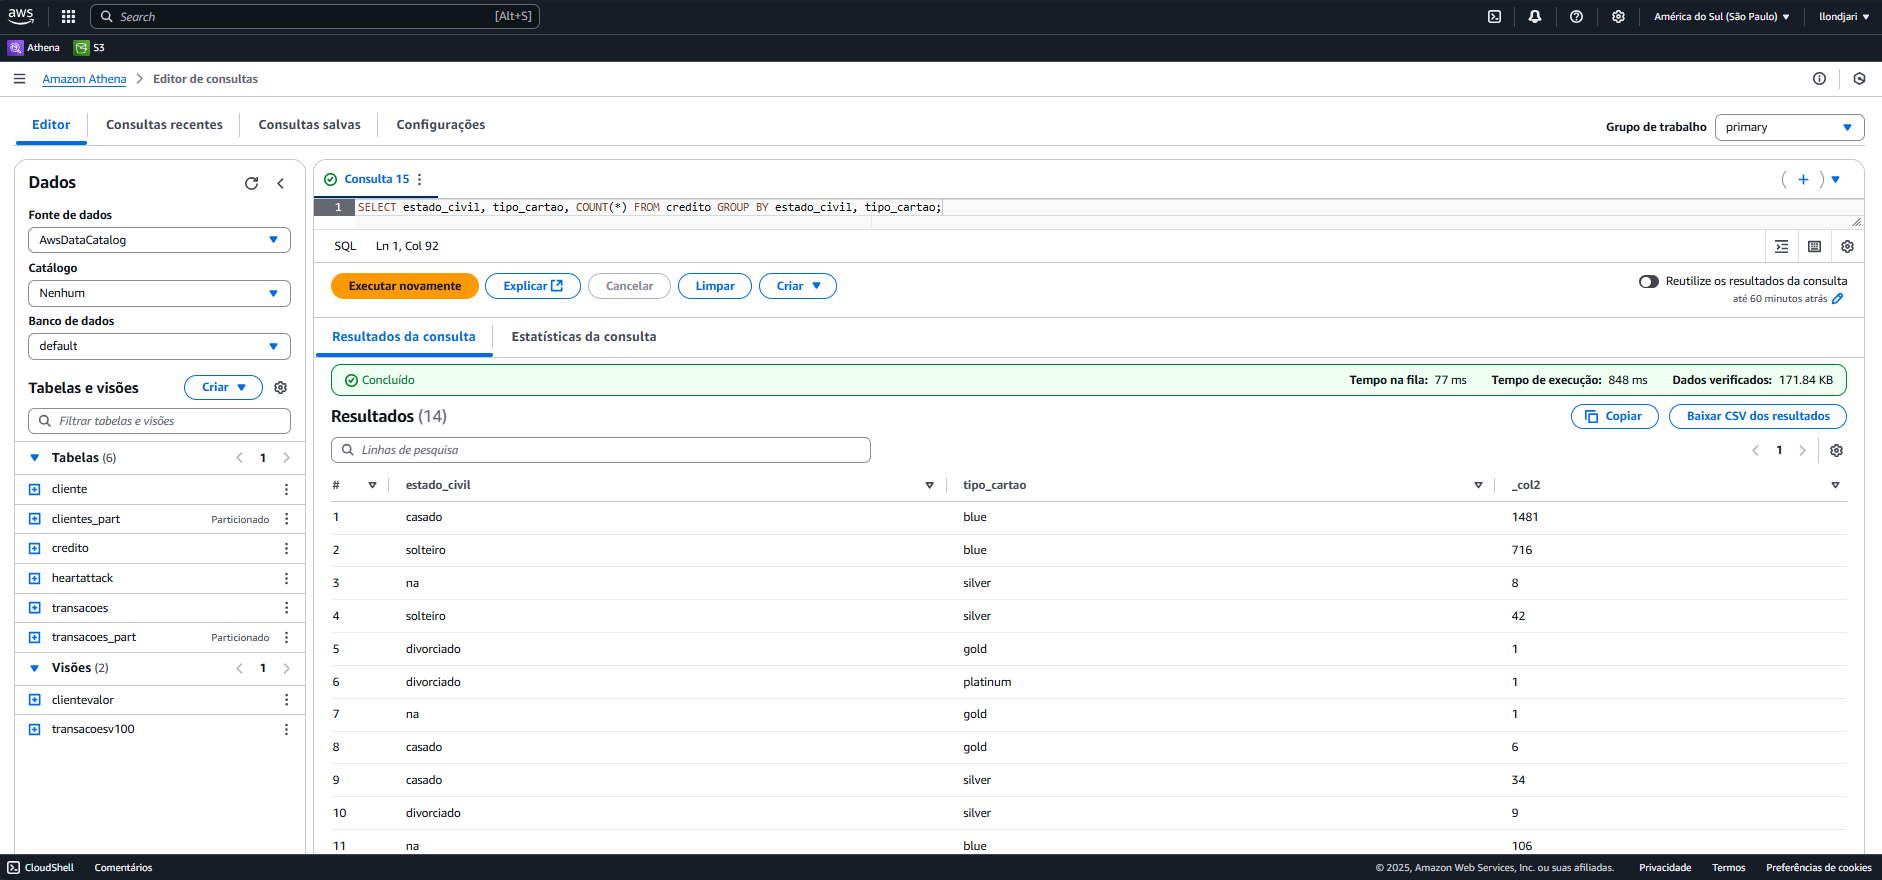 aws Search [Alt+S] América do Sul (São Paulo) llondjari
Athena S3
Amazon Athena Editor de consultas
Editor Consultas recentes Consultas salvas Configurações
Grupo de trabalho primary
Dados
Fonte de dados
AwsDataCatalog
Catálogo
Nenhum
Banco de dados
default
Tabelas e visões Criar
Filtrar tabelas e visões
Tabelas (6) 1
cliente
clientes_part Particionado
credito
heartattack
transacoes
transacoes_part Particionado
Visões (2) 1
clientevalor
transacoesv100
Consulta 15
1 SELECT estado_civil, tipo_cartao, COUNT(*) FROM credito GROUP BY estado_civil, tipo_cartao;
SQL Ln 1, Col 92
Executar novamente Explicar Cancelar Limpar Criar
Reutilize os resultados da consulta
até 60 minutos atrás
Resultados da consulta Estatísticas da consulta
Concluído Tempo na fila: 77 ms Tempo de execução: 848 ms Dados verificados: 171.84 KB
Resultados (14) Copiar Baixar CSV dos resultados
Linhas de pesquisa 1
# estado_civil tipo_cartao _col2
1 casado blue 1481
2 solteiro blue 716
3 na silver 8
4 solteiro silver 42
5 divorciado gold 1
6 divorciado platinum 1
7 na gold 1
8 casado gold 6
9 casado silver 34
10 divorciado silver 9
11 na blue 106
CloudShell Comentários © 2025, Amazon Web Services, Inc. ou suas afiliadas. Privacidade Termos Preferências de cookies